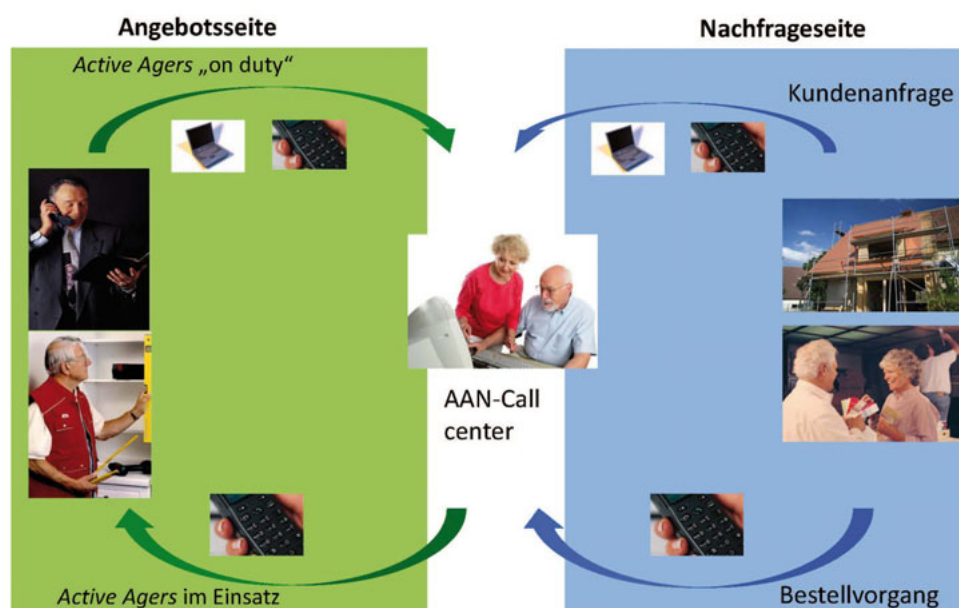 Angebotsseite
Nachfrageseite
Active Agers „on duty“
Kundenanfrage
AAN-Call
center
Active Agers im Einsatz
Bestellvorgang